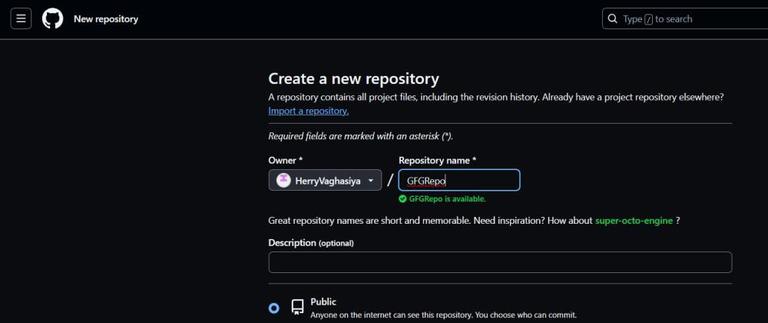 New repository
Type / to search
Create a new repository
A repository contains all project files, including the revision history. Already have a project repository elsewhere?
Import a repository.
Required fields are marked with an asterisk (*).
Owner * Repository name *
HerryVaghasiya / GFGRepo
GFGRepo is available.
Great repository names are short and memorable. Need inspiration? How about super-octo-engine ?
Description (optional)
Public
Anyone on the internet can see this repository. You choose who can commit.